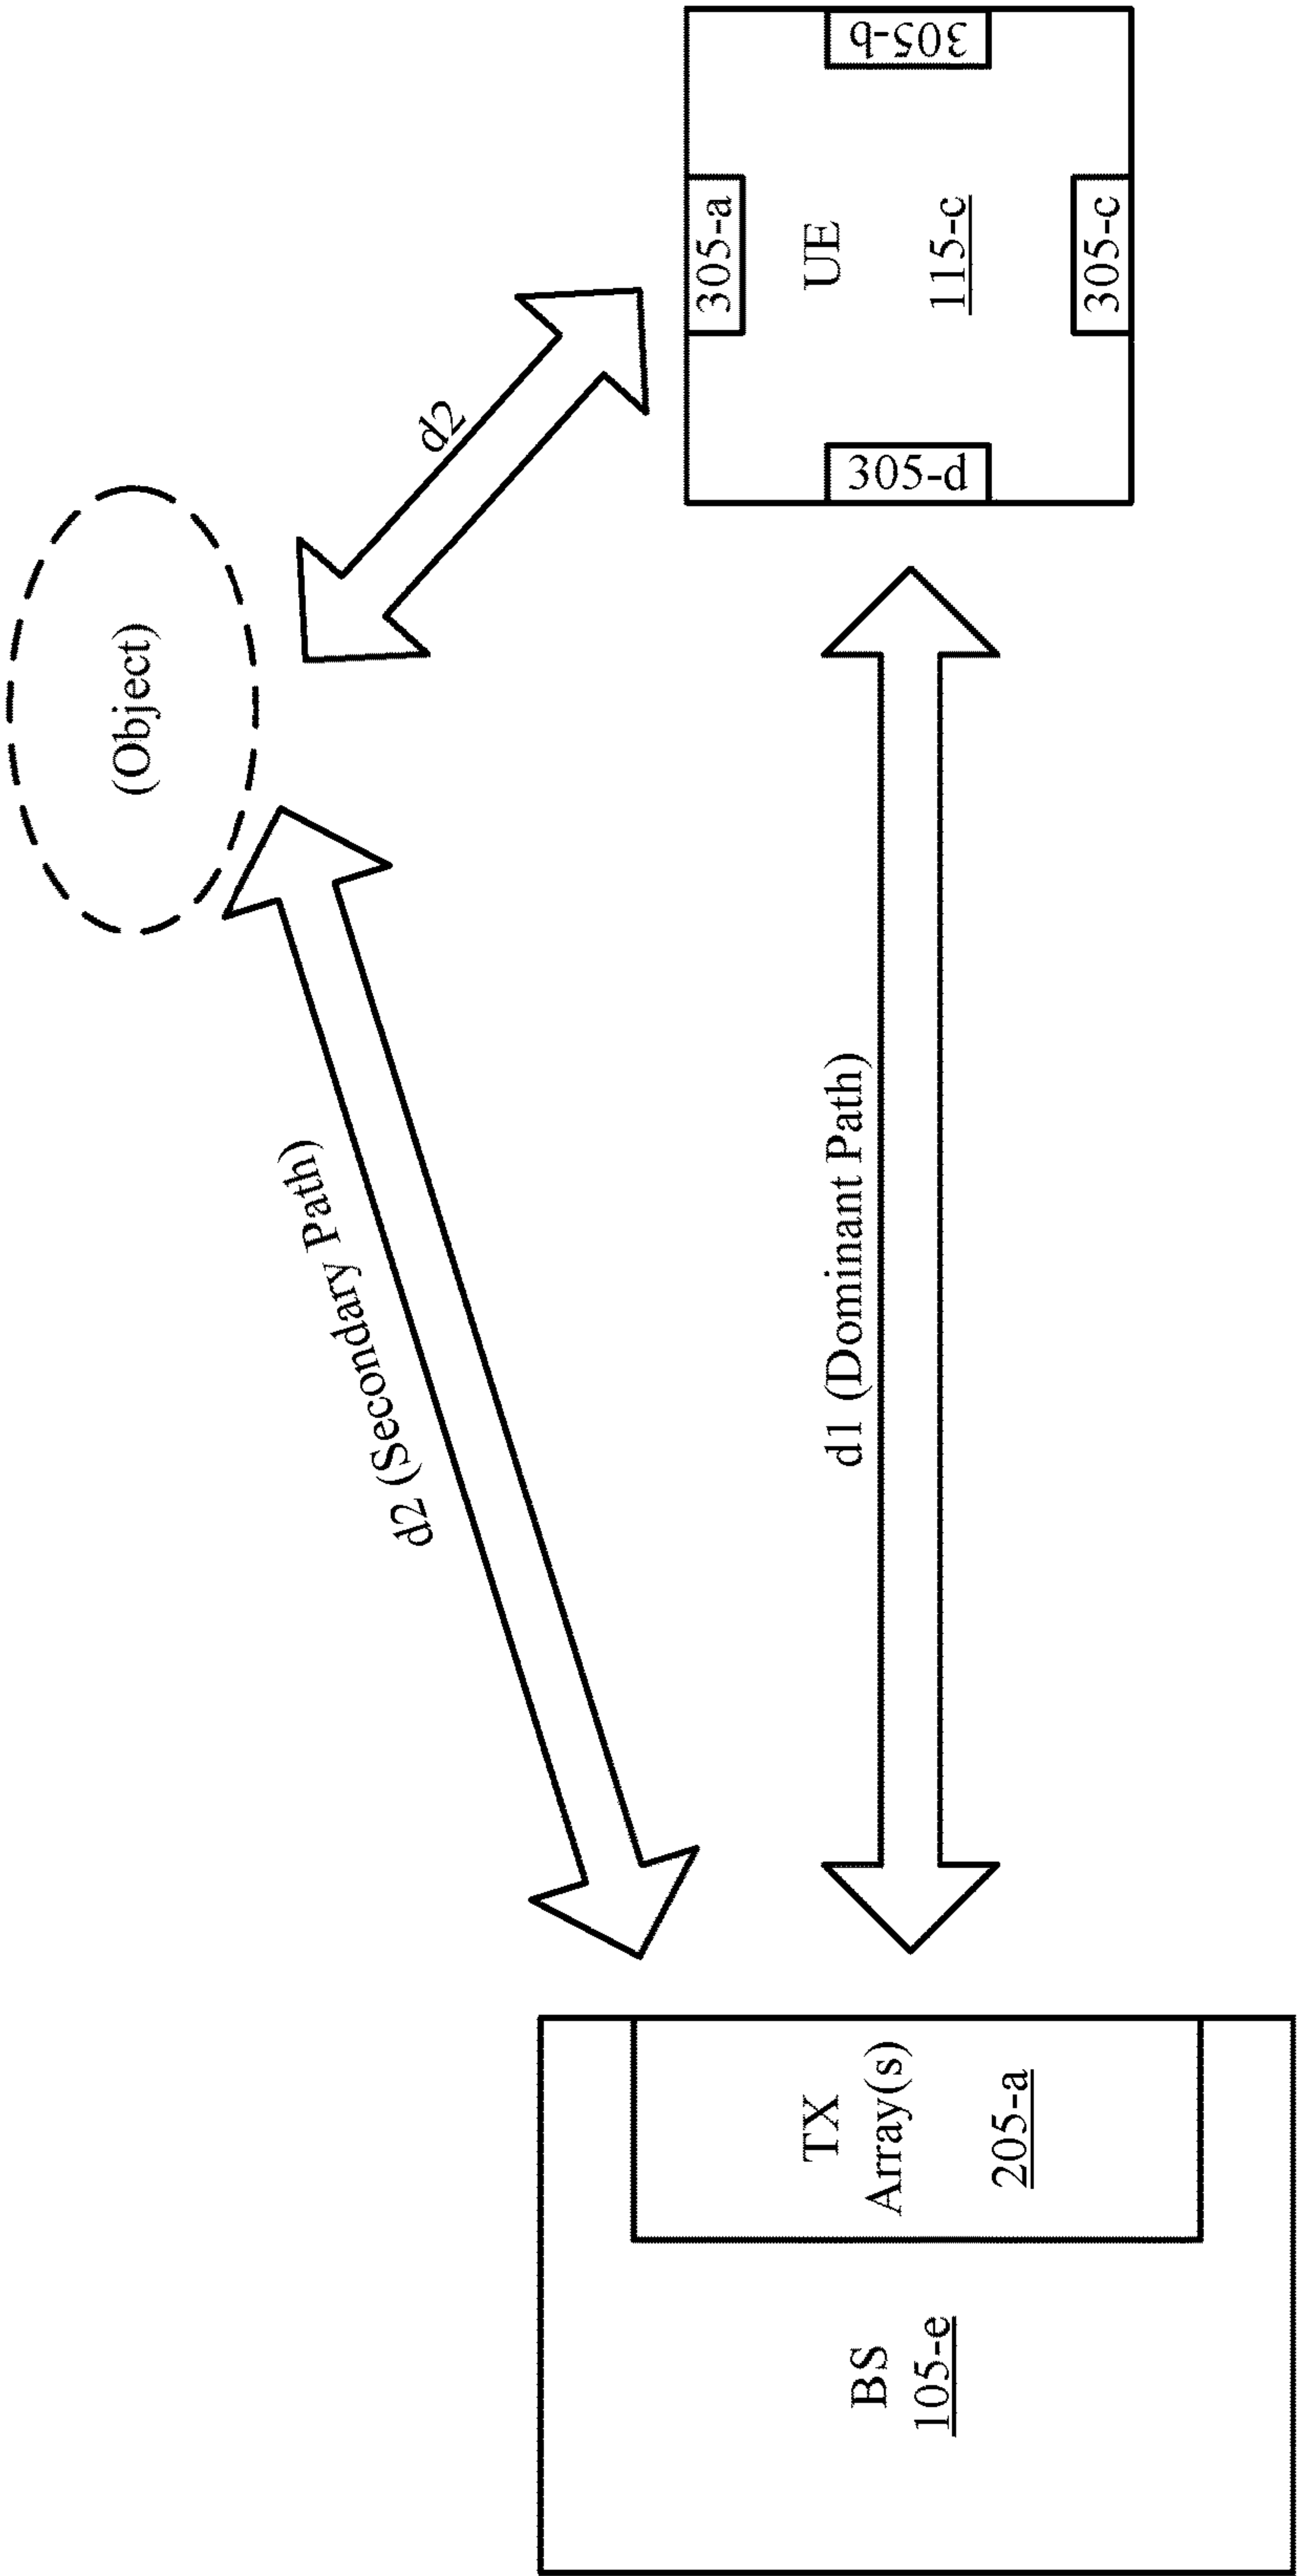 (Object)
d2 (Secondary Path)
d2
305-a
305-d
UE
115-c
305-b
305-c
d1 (Dominant Path)
TX
Array(s)
205-a
BS
105-e